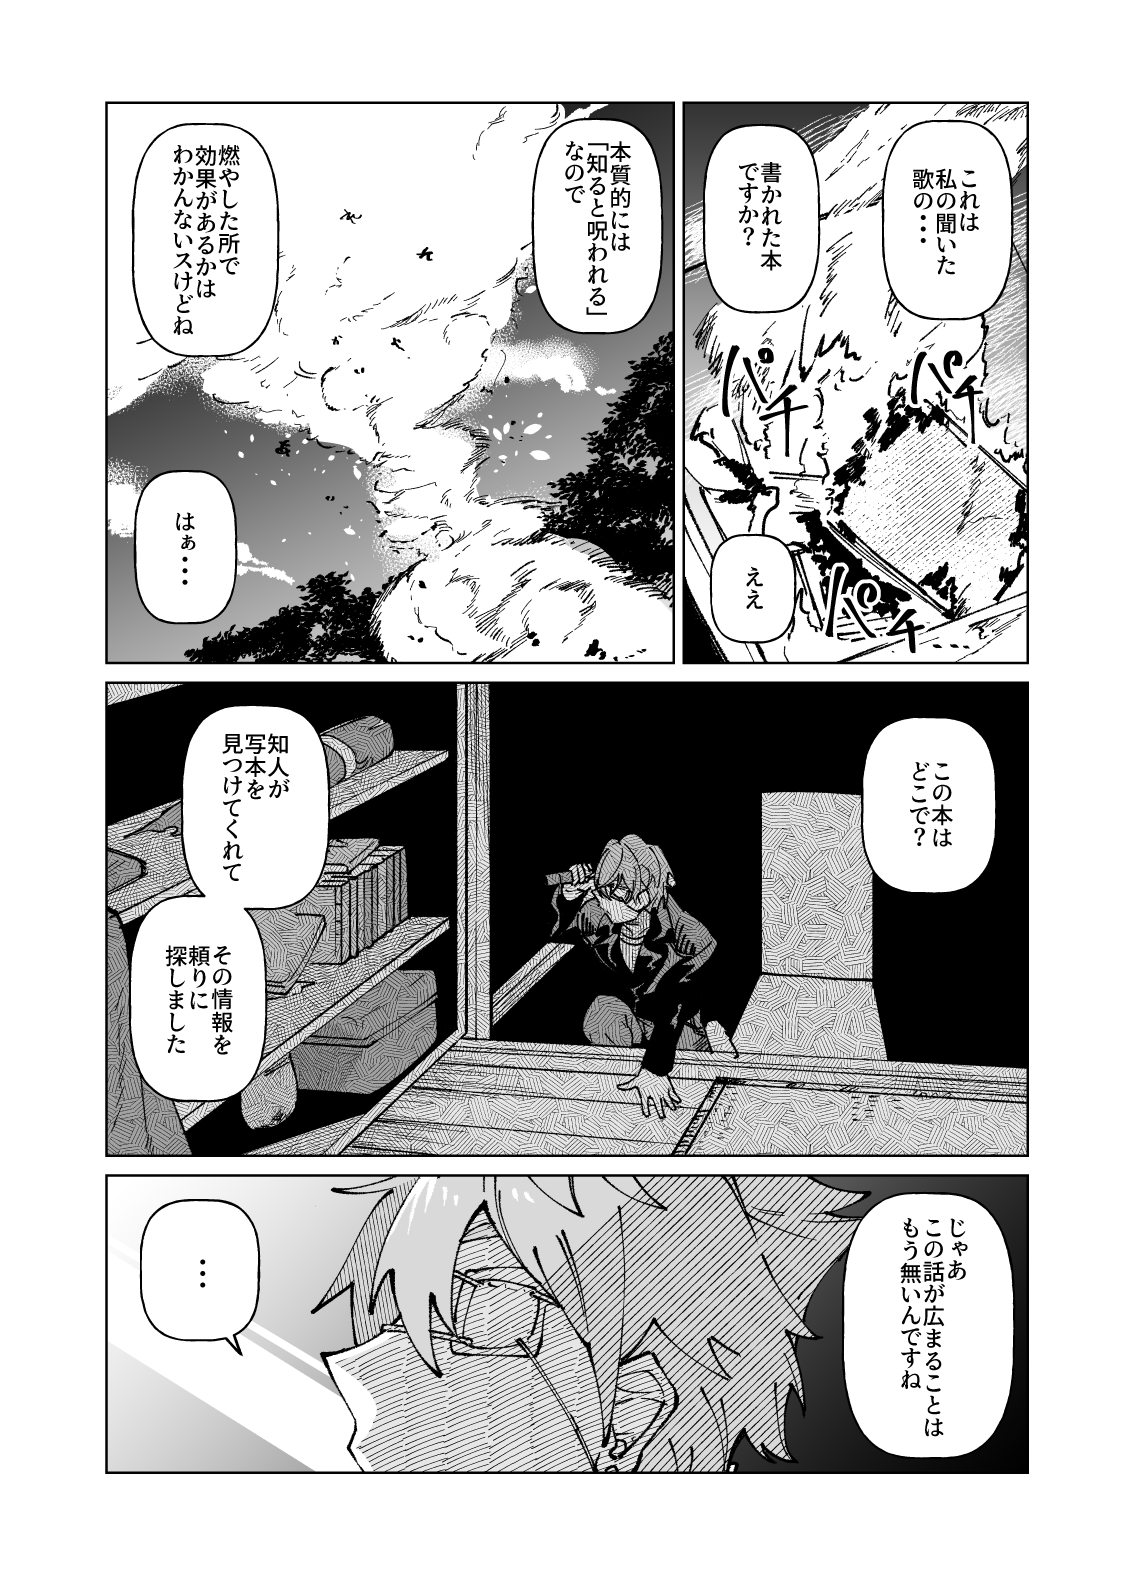 これは
私の聞いた
歌の・・・
書かれた本
ですか？
パチ
パチ
パチ
ええ
本質的には
「知ると呪われる」
なので
燃やした所で
効果があるかは
わかんないスけどね
はぁ・・・
この本は
どこで？
知人が
写本を
見つけてくれて
その情報を
頼りに
探しました
じゃあ
この話が広まることは
もう無いんですね
・・・